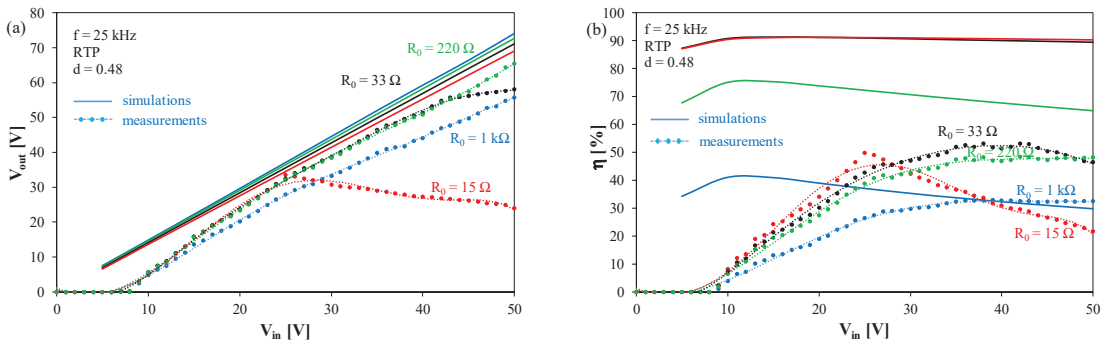 (a)
f = 25 kHz
RTP
d = 0.48
simulations
measurements
R0 = 220 Ω
R0 = 33 Ω
R0 = 1 kΩ
R0 = 15 Ω
80
70
60
50
40
30
20
10
0
Vout [V]
0 10 20 30 40 50
Vin [V]
(b)
f = 25 kHz
RTP
d = 0.48
simulations
measurements
R0 = 33 Ω
R0 = 220 Ω
R0 = 1 kΩ
R0 = 15 Ω
100
90
80
70
60
50
40
30
20
10
0
η [%]
0 10 20 30 40 50
Vin [V]